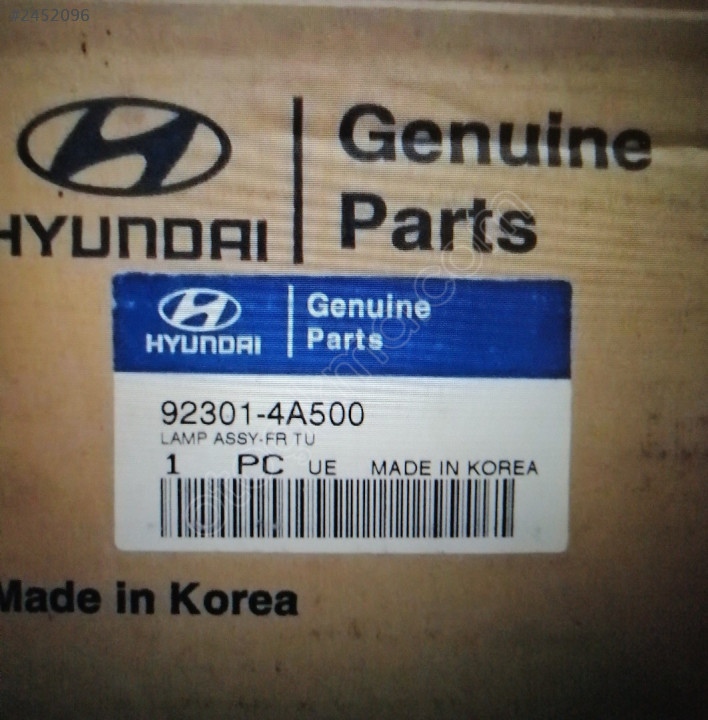 #2452096
Genuine
Parts
HYUNDAI
Genuine
Parts
HYUNDAI
92301-4A500
LAMP ASSY-FR TU
1 PC UE MADE IN KOREA
Made in Korea